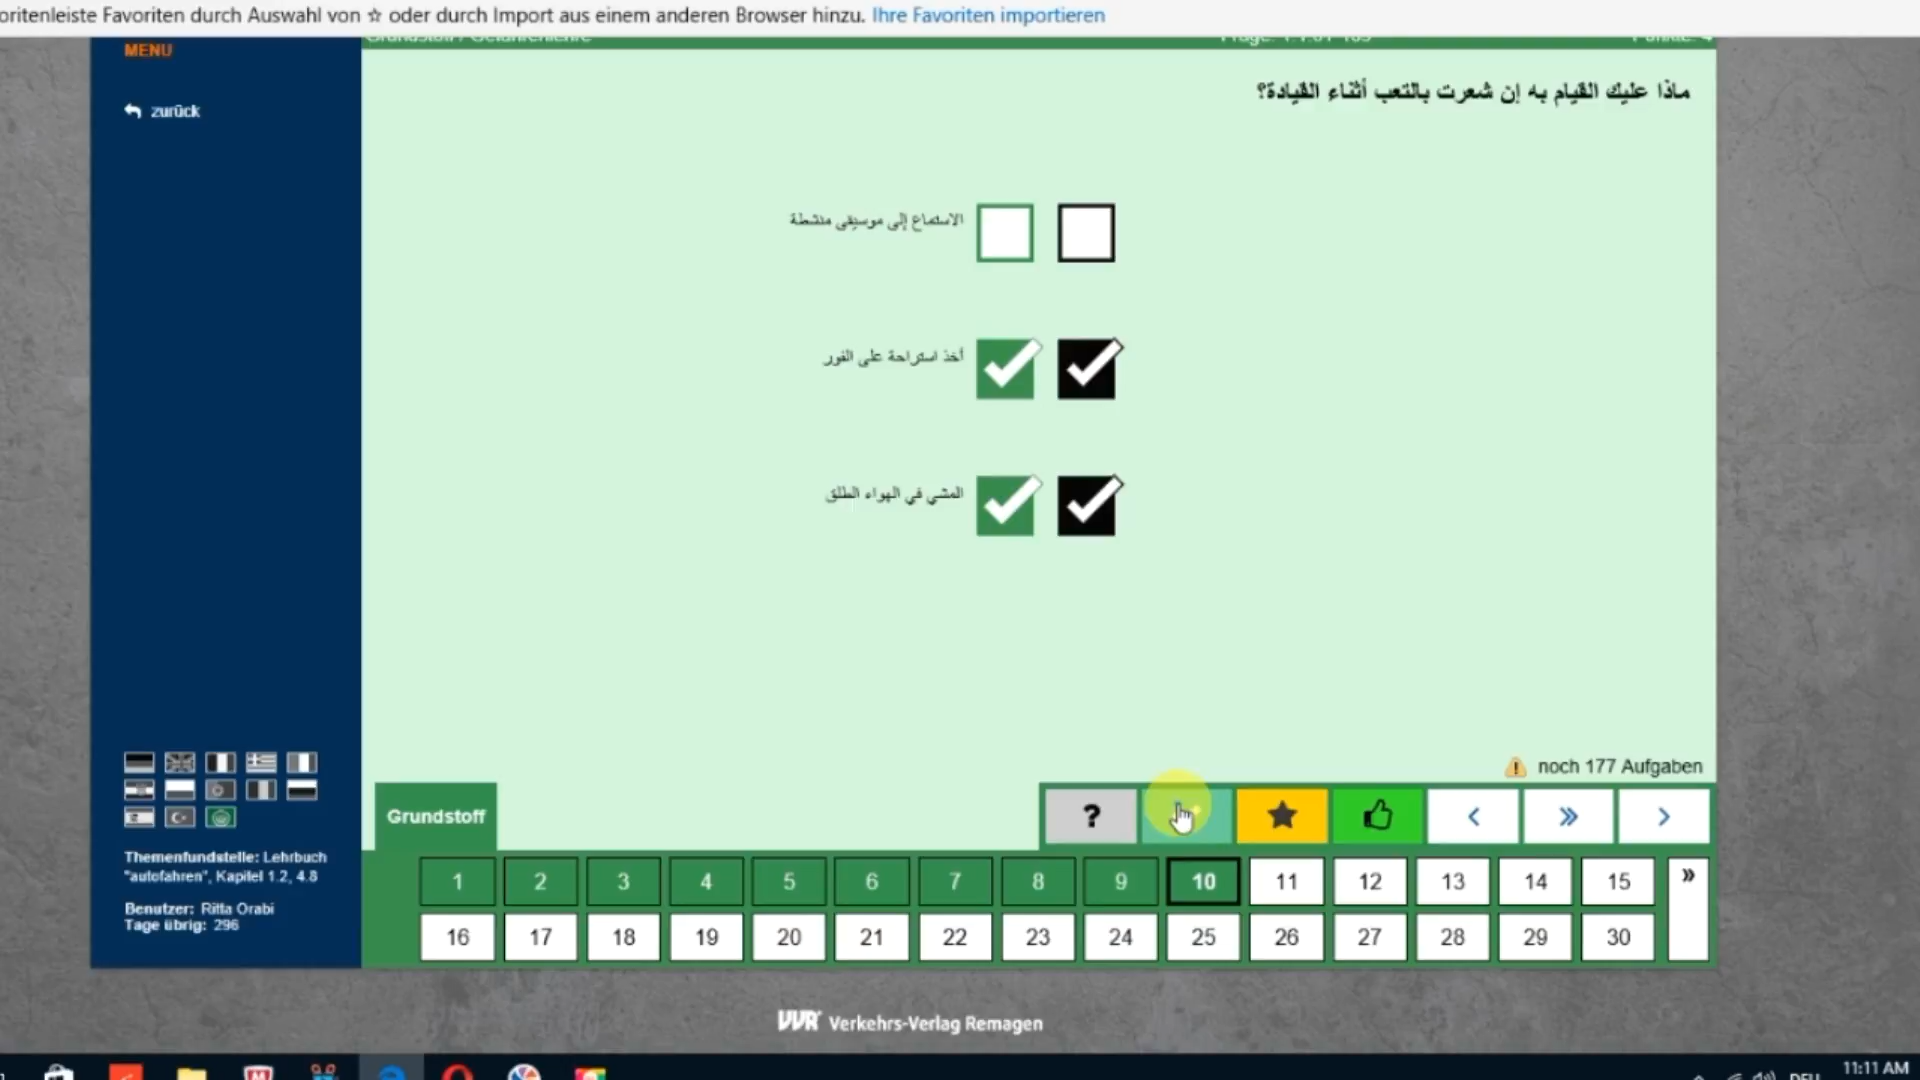 oritenleiste Favoriten durch Auswahl von ☆ oder durch Import aus einem anderen Browser hinzu. Ihre Favoriten importieren
MENU
zurück
ماذا عليك القيام به إن شعرت بالتعب أثناء القيادة؟
الاستماع إلى موسيقى منشطة
أخذ استراحة على الفور
المشي في الهواء الطلق
noch 177 Aufgaben
Grundstoff
?
1 2 3 4 5 6 7 8 9 10 11 12 13 14 15 »
16 17 18 19 20 21 22 23 24 25 26 27 28 29 30
Themenfundstelle: Lehrbuch
"autofahren", Kapitel 1.2, 4.8
Benutzer: Ritta Orabi
Tage übrig: 296
VVR Verkehrs-Verlag Remagen
11:11 AM
DEU